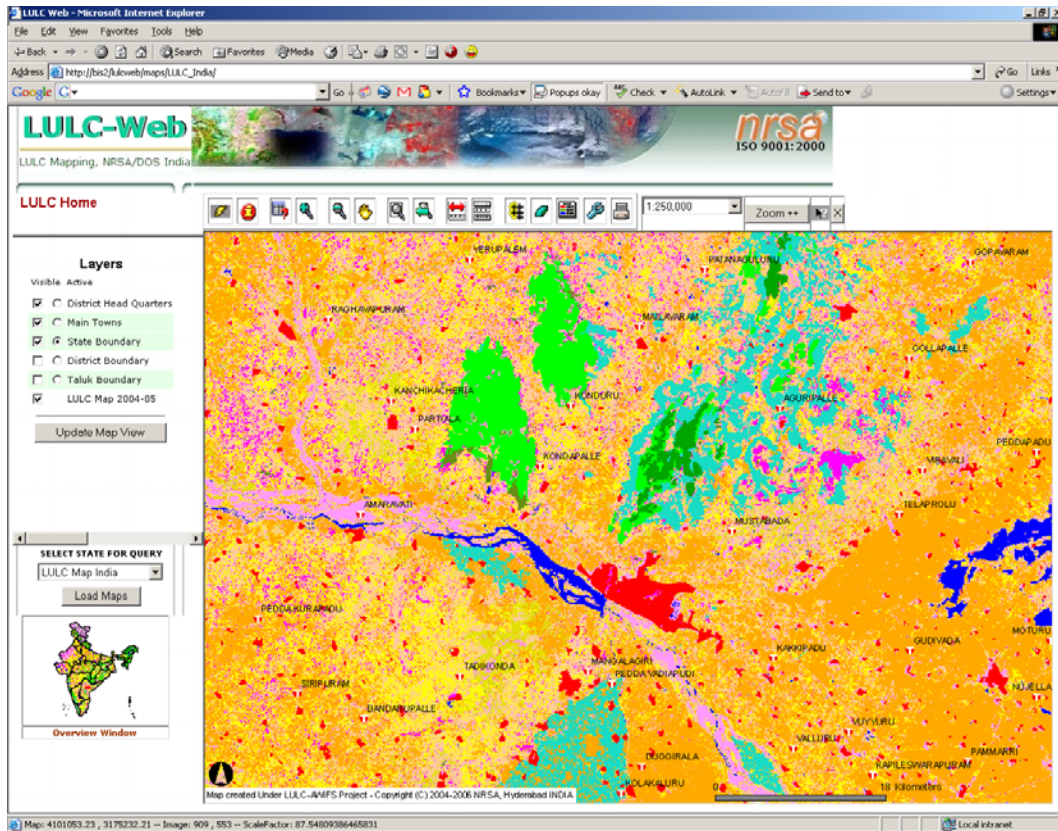 LULC Web - Microsoft Internet Explorer
File Edit View Favorites Tools Help
Back Search Favorites Media
Address http://bis2/lulcweb/maps/LULC_India/ Go Links
Google G Go Bookmarks Popups okay Check AutoLink AutoFill Send to Settings
LULC-Web
nrsa
ISO 9001:2000
LULC Mapping, NRSA/DOS India
LULC Home
1:250,000
Zoom ++
Layers
Visible Active
District Head Quarters
Main Towns
State Boundary
District Boundary
Taluk Boundary
LULC Map 2004-05
Update Map View
SELECT STATE FOR QUERY
LULC Map India
Load Maps
Overview Window
YERUPALEM
PATANAGULURU
GOPAVARAM
RAGHAVAPURAM
MAILAVARAM
GOLLAPALLE
KANCHIKACHERIA
KONDURU
AGURIPALLE
PARTOLA
PEDDAPADU
KONDAPALLE
VIRAVALI
AMARAVATI
TELAPROLU
MUSTABADA
PEDDAKURAPADU
MOTURU
GUDIVADA
KAKKIPADU
TADIKONDA
MANGALAGIRI
PEDDAVADIAPUDI
SIRIPURAM
NUJELLA
DANDARUPALLE
VUYYURU
VALLURU
DUGGIRALA
PAMMARRI
KAPILESWARAPURAM
KOLAKALURU
0 18 Kilometers
Map created Under LULC-AWIFS Project - Copyright (C) 2004-2006 NRSA, Hyderabad INDIA
Map: 4101053.23 , 3175232.21 -- Image: 909 , 553 -- ScaleFactor: 87.54809386465831
Local intranet